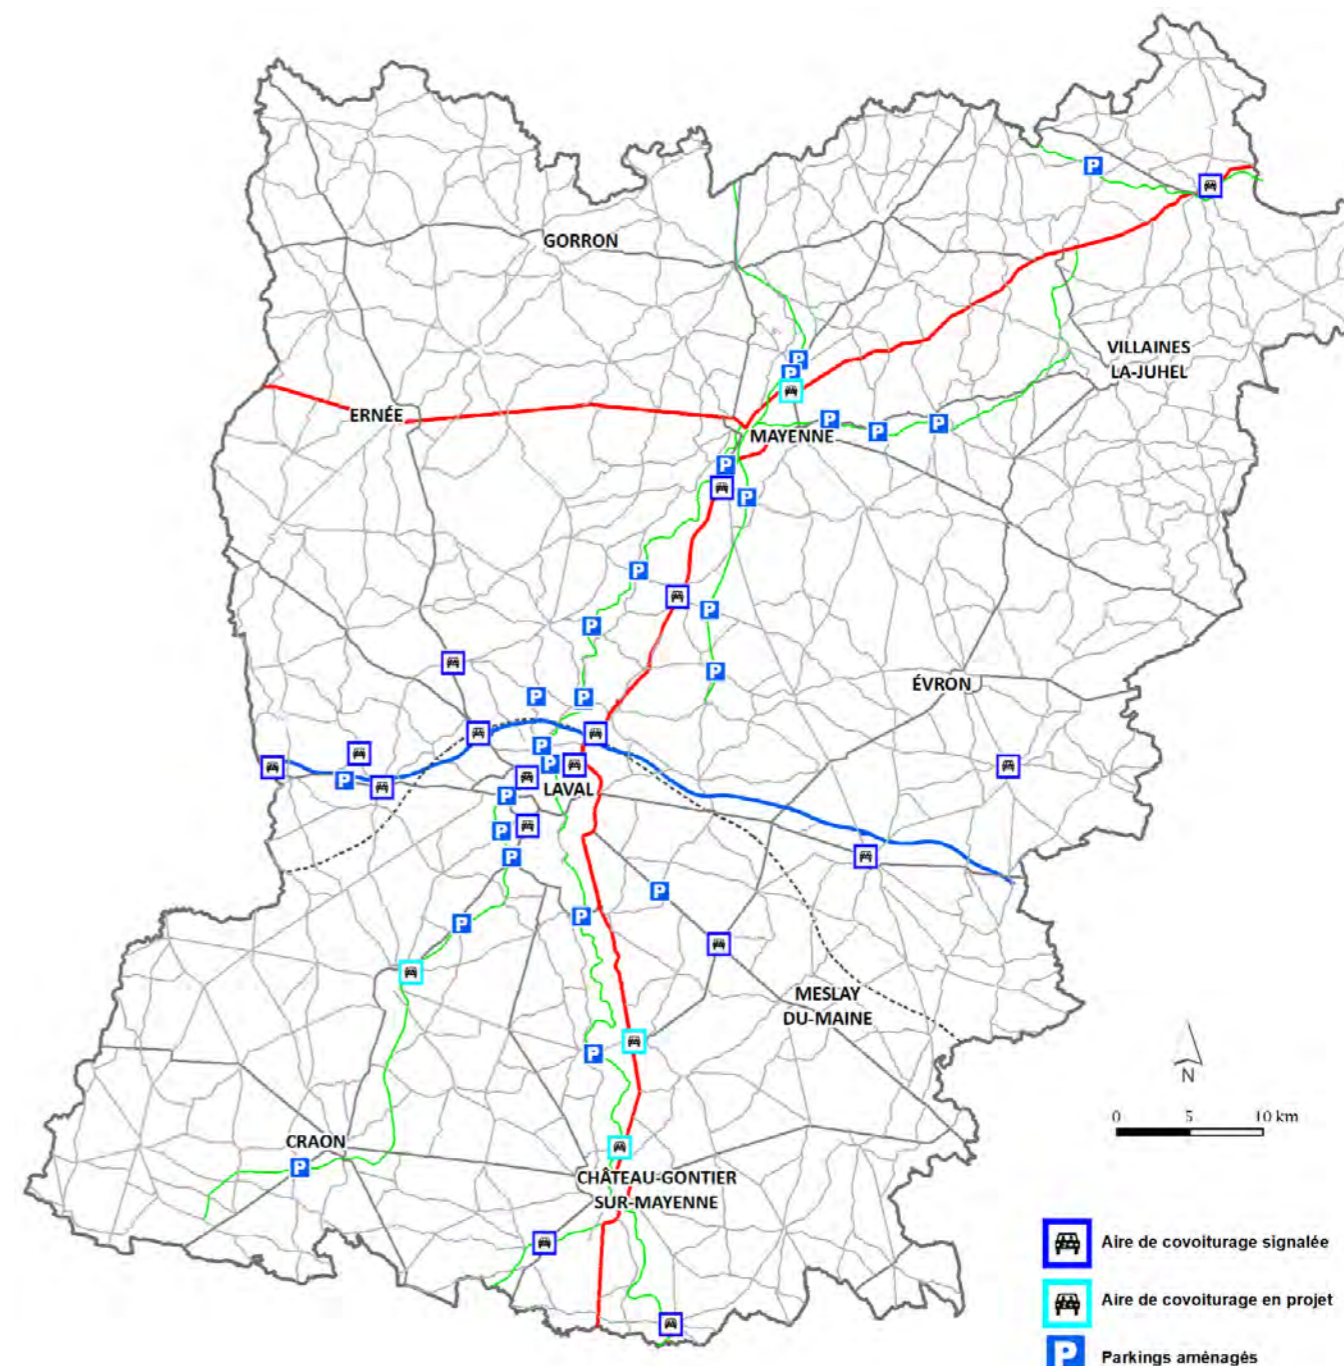 GORRON
VILLAINES
LA-JUHEL
ERNÉE
MAYENNE
ÉVRON
LAVAL
MESLAY
DU-MAINE
N
0 5 10 km
CRAON
CHÂTEAU-GONTIER
SUR-MAYENNE
Aire de covoiturage signalée
Aire de covoiturage en projet
P Parkings aménagés